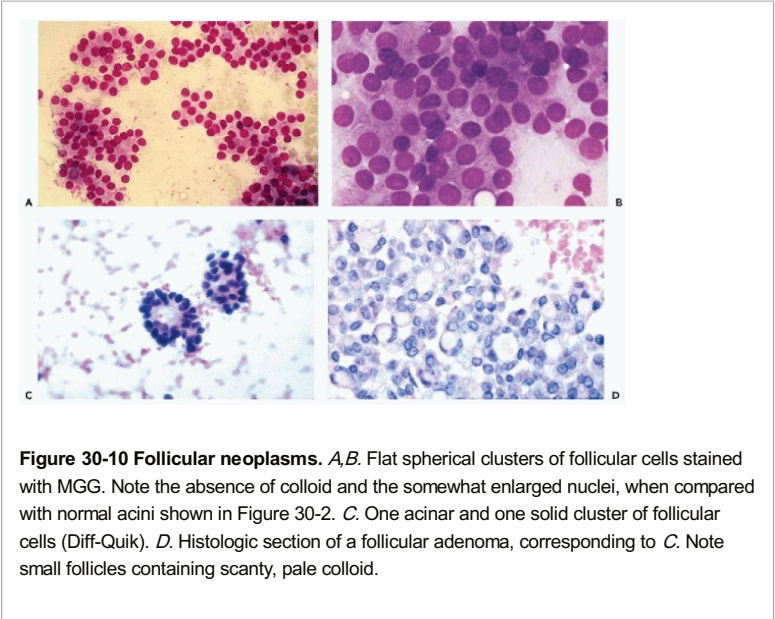 A
B
C
D
Figure 30-10 Follicular neoplasms. A,B. Flat spherical clusters of follicular cells stained
with MGG. Note the absence of colloid and the somewhat enlarged nuclei, when compared
with normal acini shown in Figure 30-2. C. One acinar and one solid cluster of follicular
cells (Diff-Quik). D. Histologic section of a follicular adenoma, corresponding to C. Note
small follicles containing scanty, pale colloid.